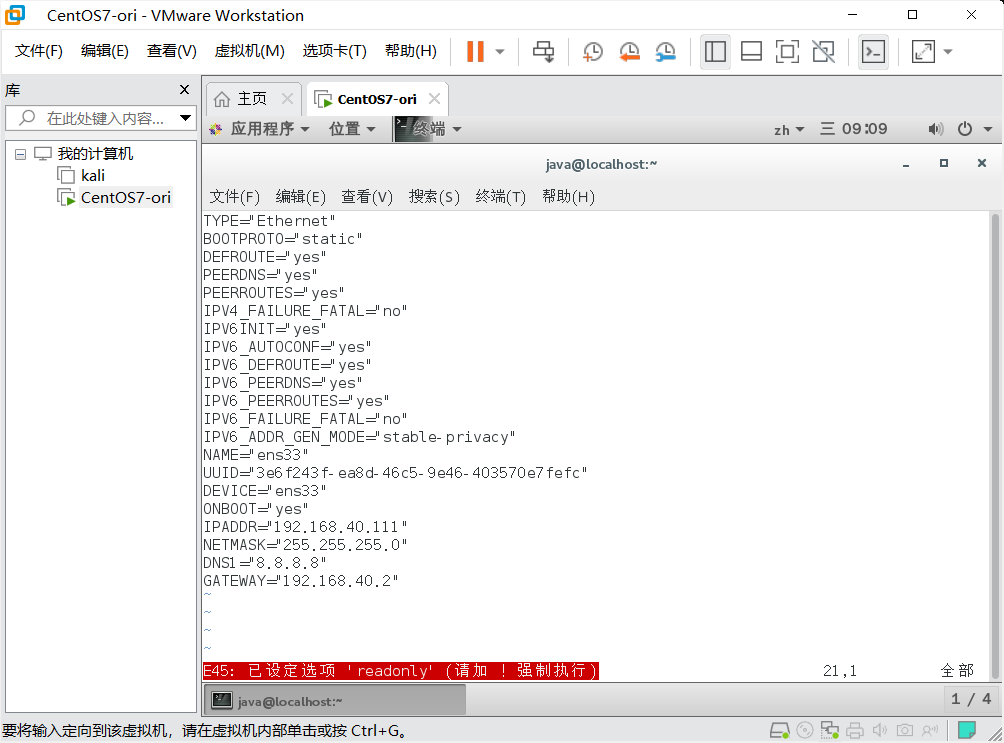 CentOS7-ori - VMware Workstation
文件(F) 编辑(E) 查看(V) 虚拟机(M) 选项卡(T) 帮助(H)
库
在此处键入内容...
我的计算机
kali
CentOS7-ori
主页 CentOS7-ori
应用程序 位置 终端 zh 三 09:09
java@localhost:~
文件(F) 编辑(E) 查看(V) 搜索(S) 终端(T) 帮助(H)
TYPE="Ethernet"
BOOTPROTO="static"
DEFROUTE="yes"
PEERDNS="yes"
PEERROUTES="yes"
IPV4_FAILURE_FATAL="no"
IPV6INIT="yes"
IPV6_AUTOCONF="yes"
IPV6_DEFROUTE="yes"
IPV6_PEERDNS="yes"
IPV6_PEERROUTES="yes"
IPV6_FAILURE_FATAL="no"
IPV6_ADDR_GEN_MODE="stable-privacy"
NAME="ens33"
UUID="3e6f243f-ea8d-46c5-9e46-403570e7fefc"
DEVICE="ens33"
ONBOOT="yes"
IPADDR="192.168.40.111"
NETMASK="255.255.255.0"
DNS1="8.8.8.8"
GATEWAY="192.168.40.2"
~
~
~
~
E45: 已设定选项 'readonly' (请加 ! 强制执行) 21,1 全部
java@localhost:~ 1 / 4
要将输入定向到该虚拟机，请在虚拟机内部单击或按 Ctrl+G。